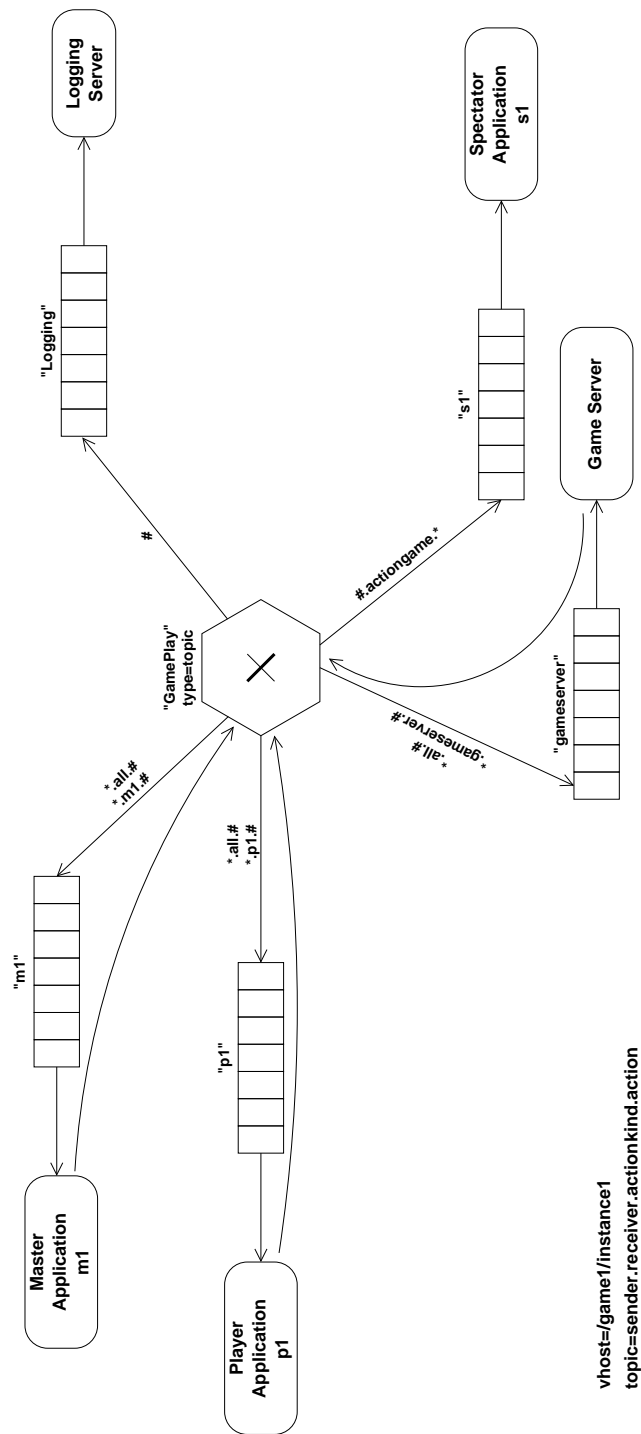 Master
Application
m1
"m1"
*.all.#
*.m1.#
#
"Logging"
Logging
Server
Player
Application
p1
"p1"
*.all.#
*.p1.#
"GamePlay"
type=topic
#.actiongame.*
"s1"
Spectator
Application
s1
*.gameserver.#
*.all.#
"gameserver"
Game Server
vhost=/game1/instance1
topic=sender.receiver.actionkind.action